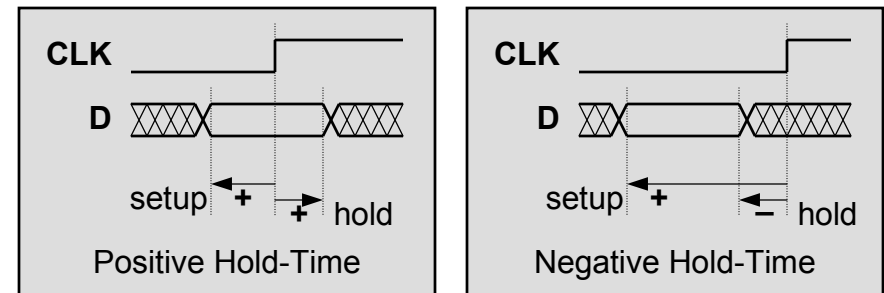 CLK
D
setup + + hold
Positive Hold-Time
CLK
D
setup + – hold
Negative Hold-Time